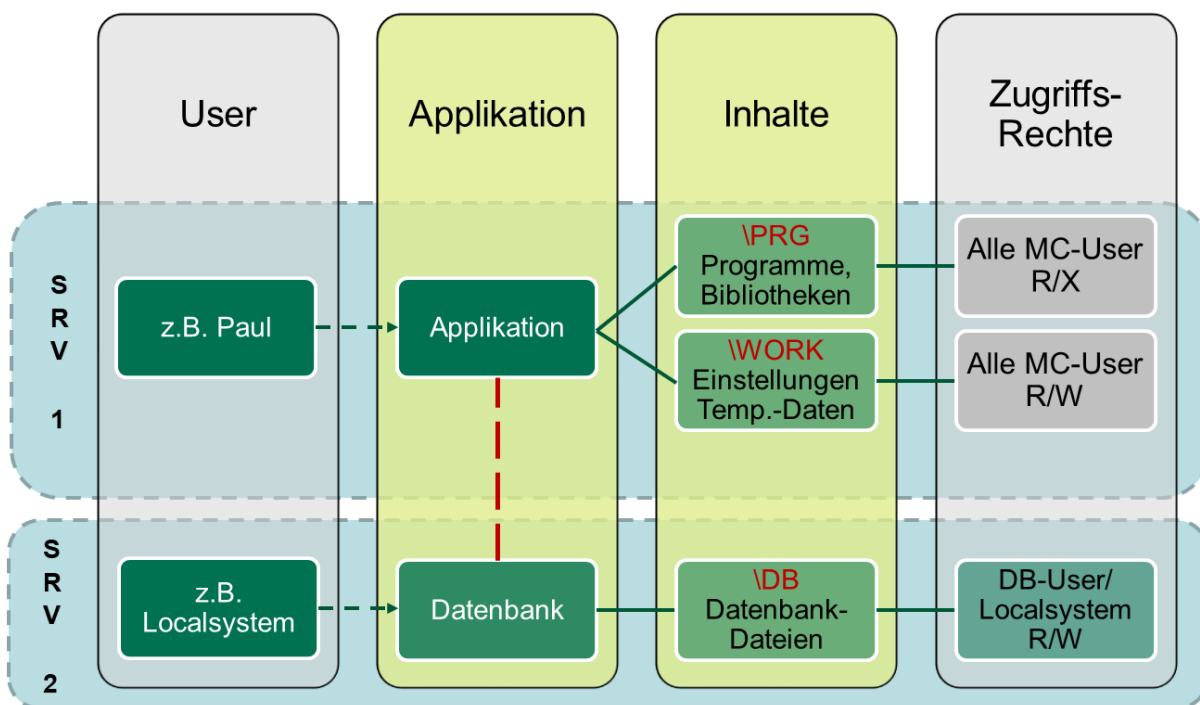 User
Applikation
Inhalte
Zugriffs-
Rechte
S
R
V
1
z.B. Paul
Applikation
\PRG
Programme,
Bibliotheken
Alle MC-User
R/X
\WORK
Einstellungen
Temp.-Daten
Alle MC-User
R/W
S
R
V
2
z.B.
Localsystem
Datenbank
\DB
Datenbank-
Dateien
DB-User/
Localsystem
R/W